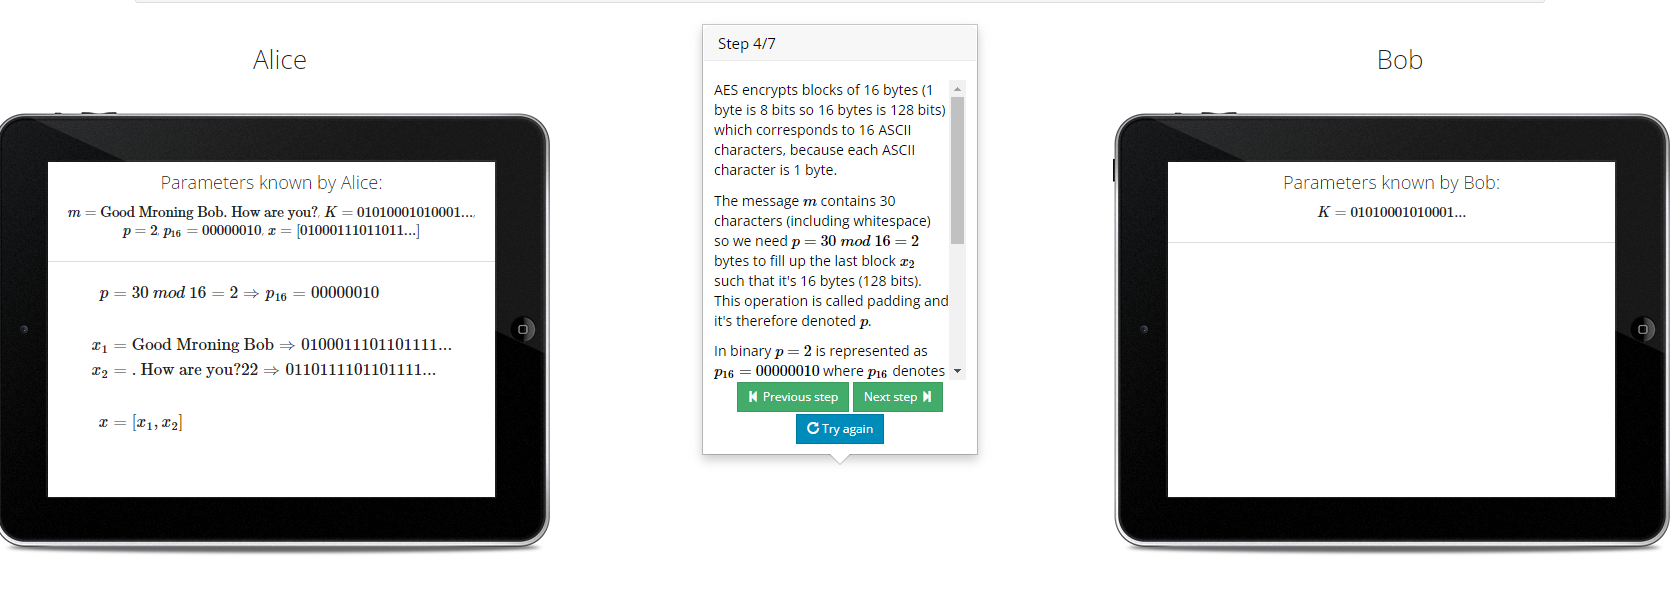 Alice
Parameters known by Alice:
m = Good Mroning Bob. How are you?, K = 01010001010001...,
p = 2, p16 = 00000010, x = [01000111011011...]
p = 30 mod 16 = 2 ⇒ p16 = 00000010
x1 = Good Mroning Bob ⇒ 0100011101101111...
x2 = . How are you?22 ⇒ 0110111101101111...
x = [x1, x2]
Step 4/7
AES encrypts blocks of 16 bytes (1
byte is 8 bits so 16 bytes is 128 bits)
which corresponds to 16 ASCII
characters, because each ASCII
character is 1 byte.
The message m contains 30
characters (including whitespace)
so we need p = 30 mod 16 = 2
bytes to fill up the last block x2
such that it's 16 bytes (128 bits).
This operation is called padding and
it's therefore denoted p.
In binary p = 2 is represented as
p16 = 00000010 where p16 denotes
Previous step
Next step
Try again
Bob
Parameters known by Bob:
K = 01010001010001...